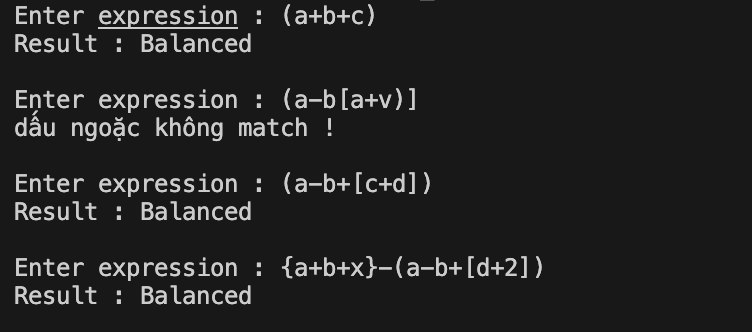 Enter expression : (a+b+c)
Result : Balanced
Enter expression : (a-b[a+v)]
dấu ngoặc không match !
Enter expression : (a-b+[c+d])
Result : Balanced
Enter expression : {a+b+x}-(a-b+[d+2])
Result : Balanced